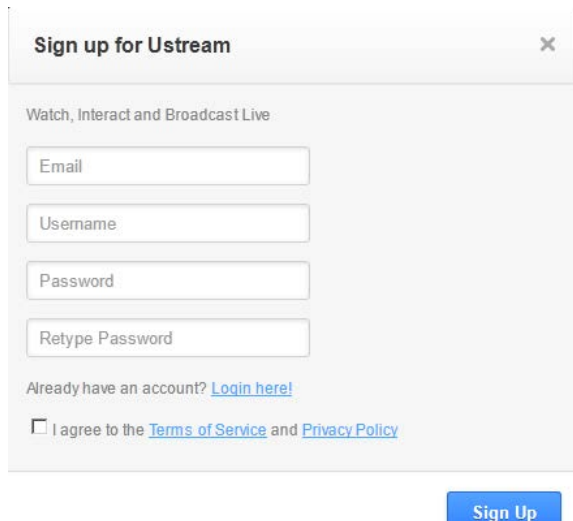 Sign up for Ustream
Watch, Interact and Broadcast Live
Email
Username
Password
Retype Password
Already have an account? Login here!
I agree to the Terms of Service and Privacy Policy
Sign Up